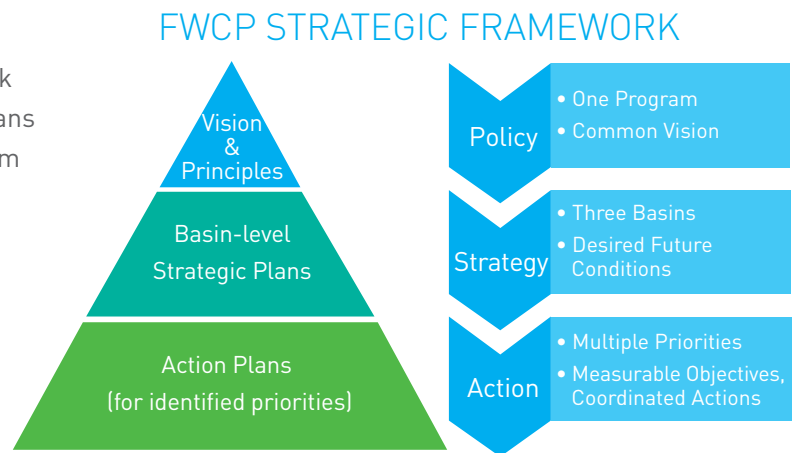 FWCP STRATEGIC FRAMEWORK
k
ans
m
Vision
&
Principles
Basin-level
Strategic Plans
Action Plans
(for identified priorities)
Policy
• One Program
• Common Vision
Strategy
• Three Basins
• Desired Future
Conditions
Action
• Multiple Priorities
• Measurable Objectives,
Coordinated Actions